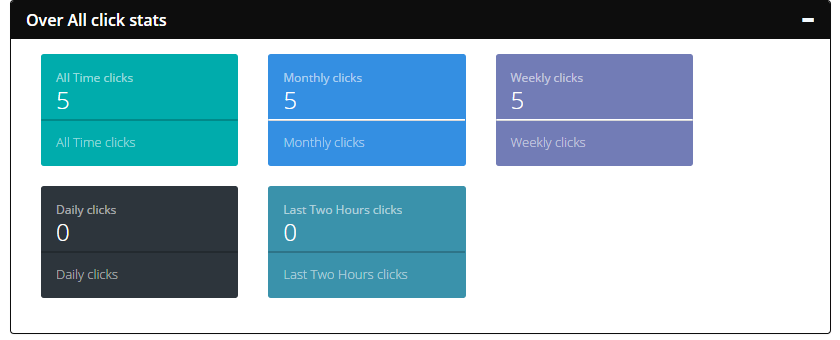 Over All click stats
All Time clicks
5
All Time clicks
Monthly clicks
5
Monthly clicks
Weekly clicks
5
Weekly clicks
Daily clicks
0
Daily clicks
Last Two Hours clicks
0
Last Two Hours clicks